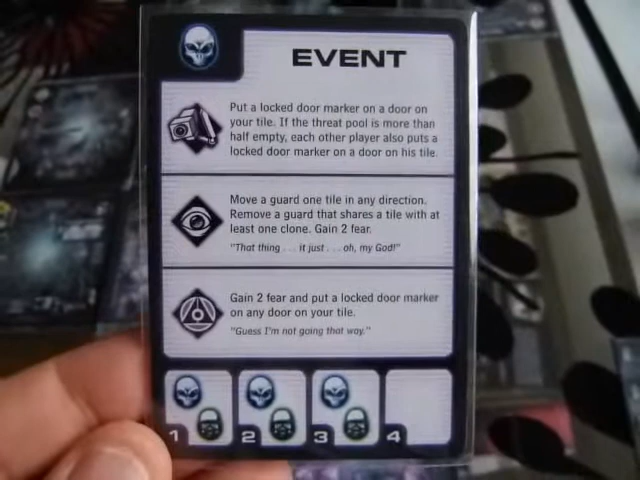 EVENT
Put a locked door marker on a door on
your tile. If the threat pool is more than
half empty, each other player also puts a
locked door marker on a door on his tile.
Move a guard one tile in any direction.
Remove a guard that shares a tile with at
least one clone. Gain 2 fear.
"That thing . . . it just . . . oh, my God!"
Gain 2 fear and put a locked door marker
on any door on your tile.
"Guess I'm not going that way."
1 2 3 4